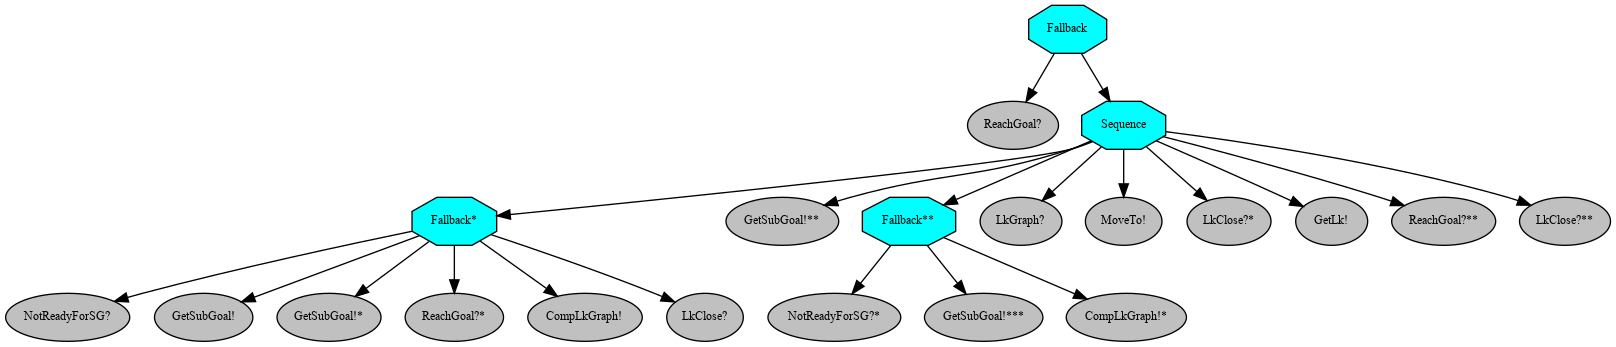 Fallback
ReachGoal?
Sequence
Fallback*
GetSubGoal!**
Fallback**
LkGraph?
MoveTo!
LkClose?*
GetLk!
ReachGoal?**
LkClose?**
NotReadyForSG?
GetSubGoal!
GetSubGoal!*
ReachGoal?*
CompLkGraph!
LkClose?
NotReadyForSG?*
GetSubGoal!***
CompLkGraph!*